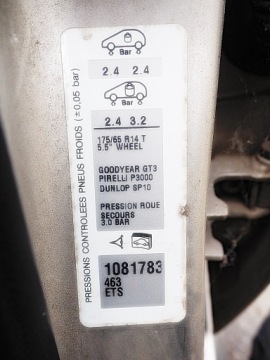 Bar
2.4 2.4
Bar
2.4 3.2
175/65 R14 T
5.5" WHEEL
GOODYEAR GT3
PIRELLI P3000
DUNLOP SP10
PRESSION ROUE
SECOURS
3.0 BAR
1081783
463
ETS
PRESSIONS CONTROLEES PNEUS FROIDS (±0,05 bar)